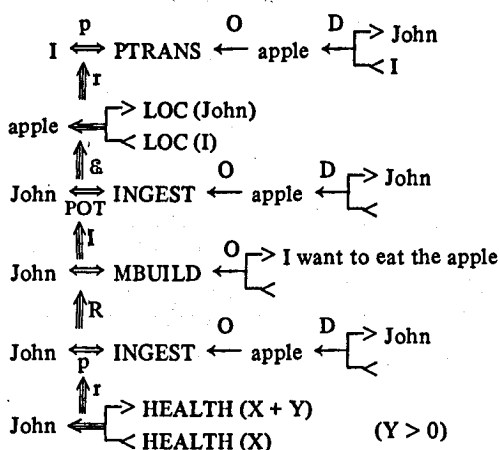 p O D John
I ⇔ PTRANS ← apple ← I
r
apple LOC (John)
LOC (I)
&
John ⇔ INGEST ← O apple ← D John
POT
I
John ⇔ MBUILD ← O I want to eat the apple
R
John ⇔ INGEST ← O apple ← D John
p
r
John HEALTH (X + Y)
HEALTH (X) (Y > 0)